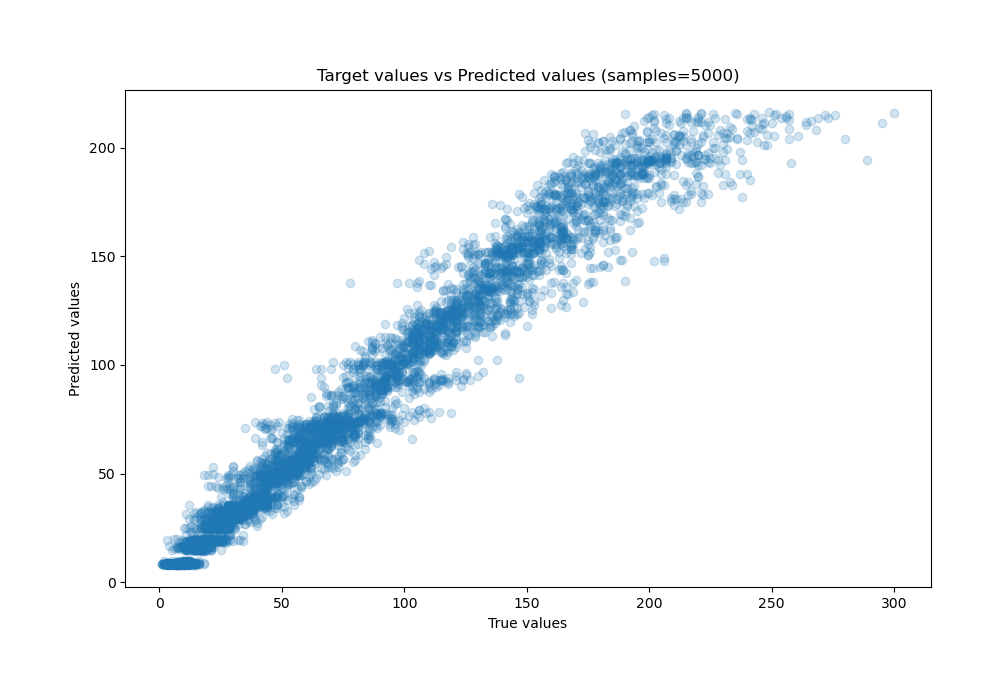 Target values vs Predicted values (samples=5000)
Predicted values
200
150
100
50
0
0 50 100 150 200 250 300
True values